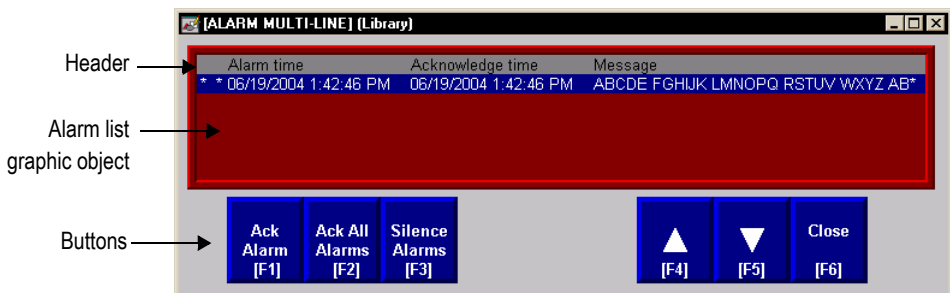 [ALARM MULTI-LINE] (Library)
Header
Alarm time Acknowledge time Message
* * 06/19/2004 1:42:46 PM 06/19/2004 1:42:46 PM ABCDE FGHIJK LMNOPQ RSTUV WXYZ AB*
Alarm list
graphic object
Buttons
Ack
Alarm
[F1]
Ack All
Alarms
[F2]
Silence
Alarms
[F3]
[F4]
[F5]
Close
[F6]